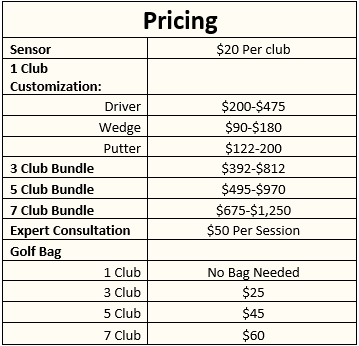 Pricing
Sensor $20 Per club
1 Club
Customization:
Driver $200-$475
Wedge $90-$180
Putter $122-200
3 Club Bundle $392-$812
5 Club Bundle $495-$970
7 Club Bundle $675-$1,250
Expert Consultation $50 Per Session
Golf Bag
1 Club No Bag Needed
3 Club $25
5 Club $45
7 Club $60